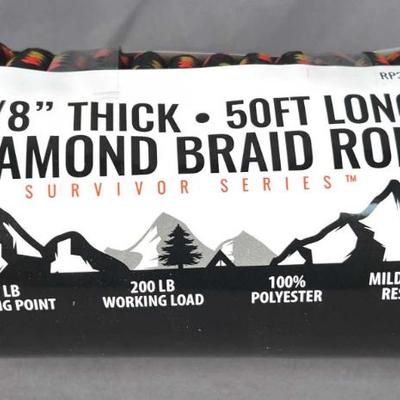 RP
/8” THICK • 50FT LONG
AMOND BRAID RO
SURVIVOR SERIES™
LB 200 LB 100% MILD
NG POINT WORKING LOAD POLYESTER RES